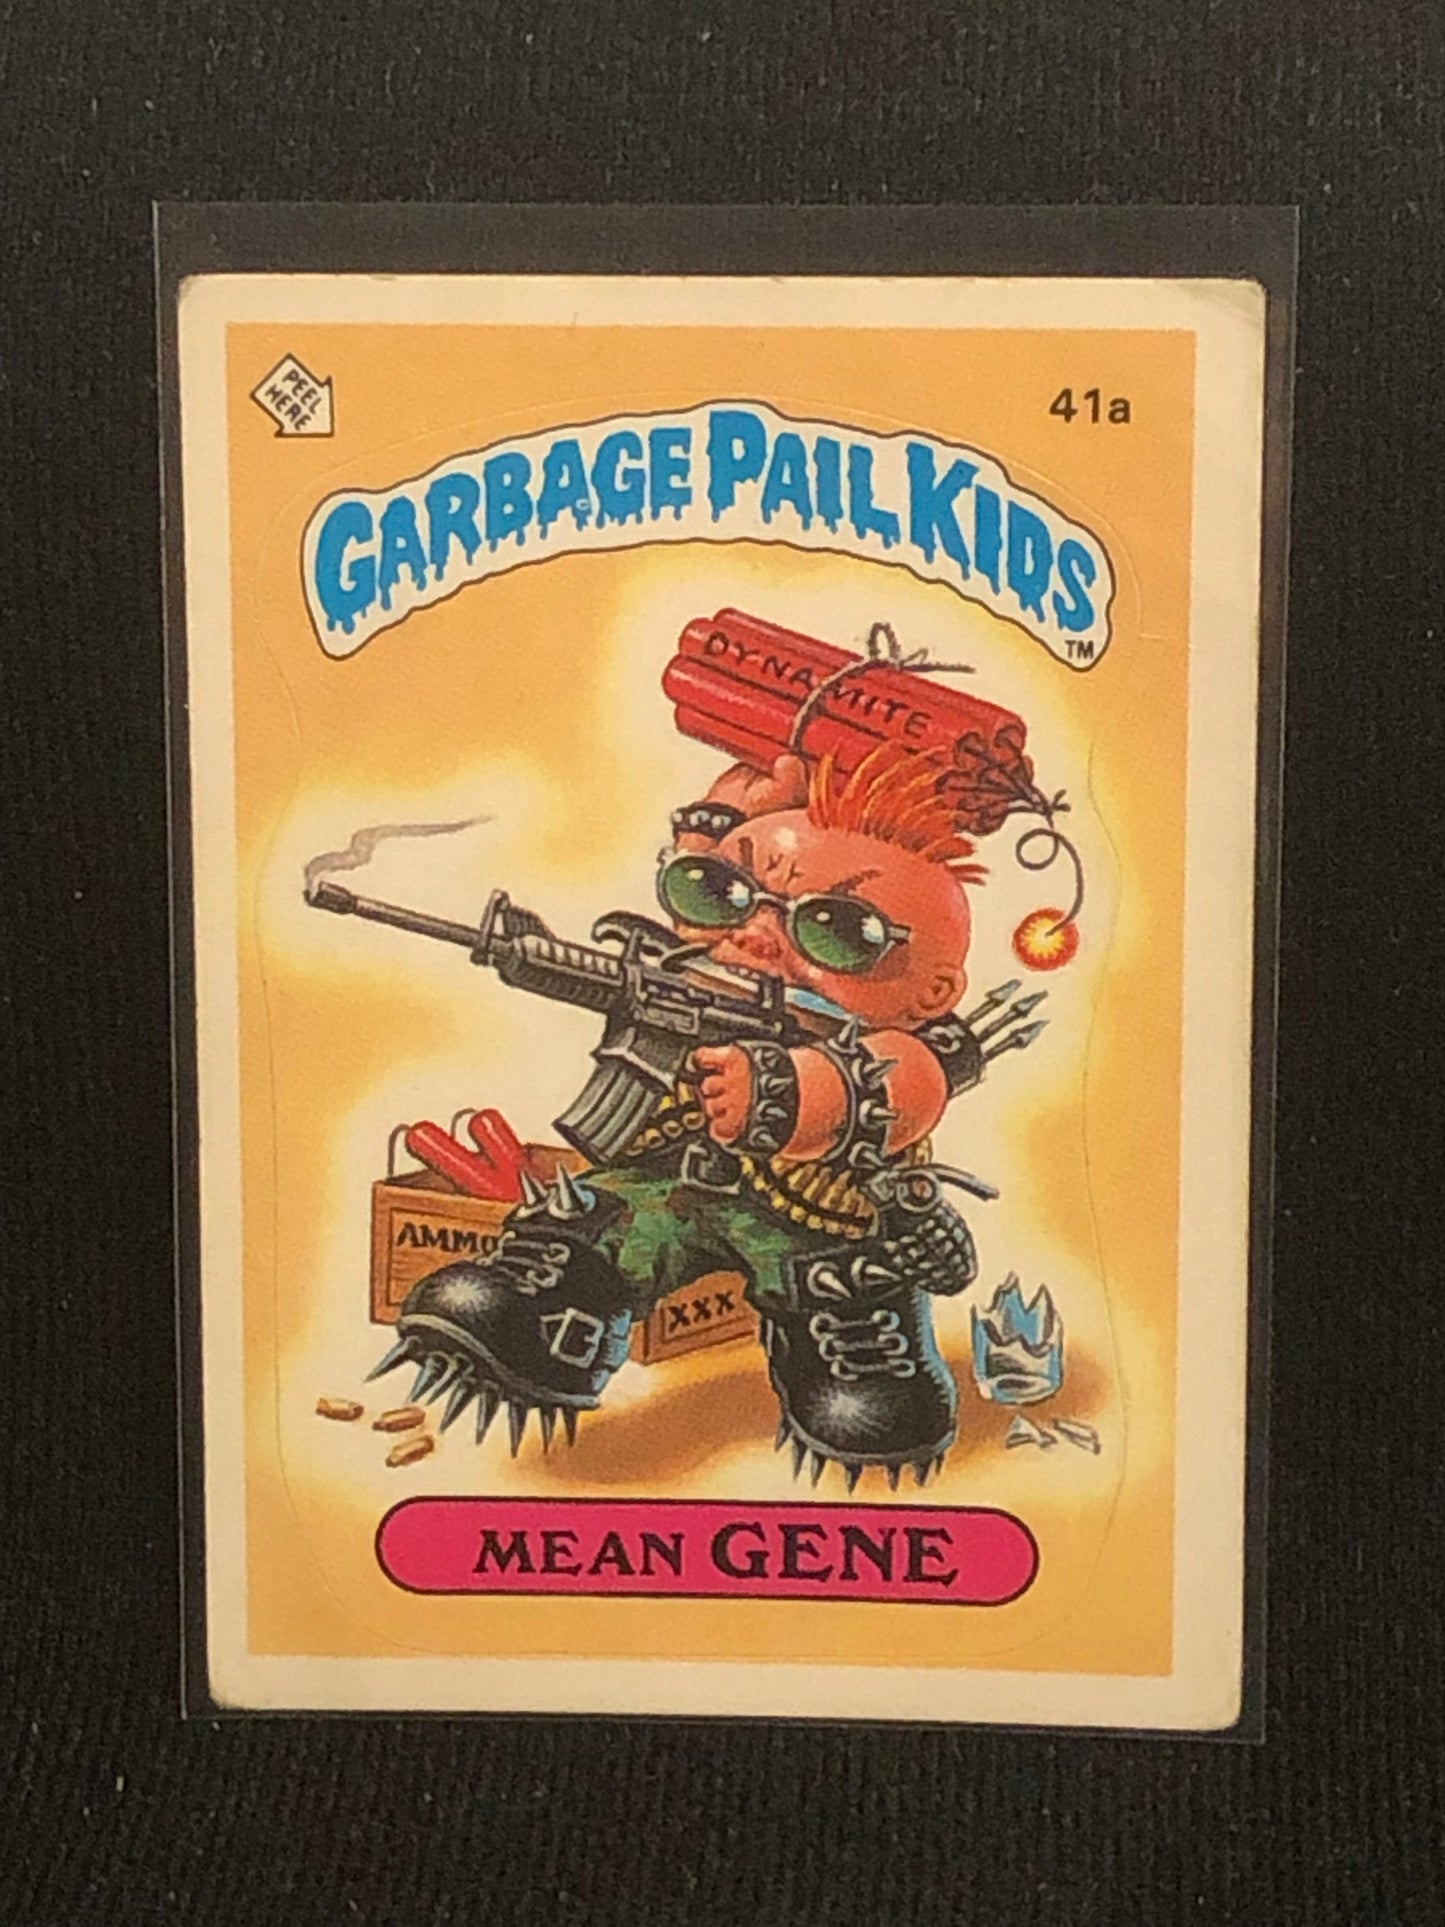 PEEL
HERE
41a
GARBAGE PAIL KIDS
TM
DYNAMITE
AMMO
XXX
MEAN GENE